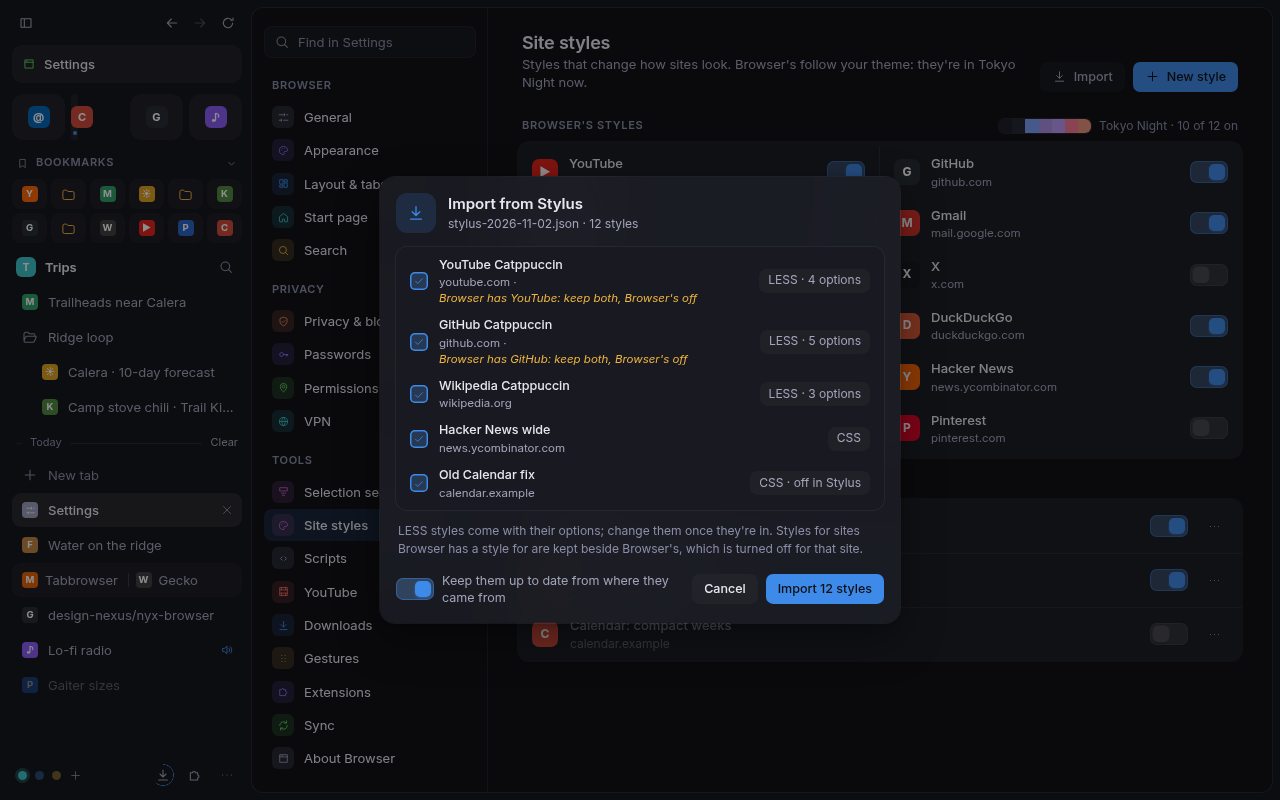 Settings
@
C
G
BOOKMARKS
Y
M
K
G
W
P
C
T
Trips
M
Trailheads near Calera
Ridge loop
Calera · 10-day forecast
K
Camp stove chili · Trail Ki...
Today
Clear
New tab
Settings
F
Water on the ridge
M
Tabbrowser
W
Gecko
G
design-nexus/nyx-browser
Lo-fi radio
P
Gaiter sizes
Find in Settings
BROWSER
General
Appearance
Layout & tab
Start page
Search
PRIVACY
Privacy & blo
Passwords
Permissions
VPN
TOOLS
Selection se
Site styles
Scripts
YouTube
Downloads
Gestures
Extensions
Sync
About Browser
Site styles
Styles that change how sites look. Browser's follow your theme: they're in Tokyo
Night now.
Import
New style
BROWSER'S STYLES
Tokyo Night · 10 of 12 on
YouTube
G
GitHub
github.com
M
Gmail
mail.google.com
X
X
x.com
D
DuckDuckGo
duckduckgo.com
Y
Hacker News
news.ycombinator.com
P
Pinterest
pinterest.com
C
Calendar: compact weeks
calendar.example
Import from Stylus
stylus-2026-11-02.json · 12 styles
YouTube Catppuccin
youtube.com ·
Browser has YouTube: keep both, Browser's off
LESS · 4 options
GitHub Catppuccin
github.com ·
Browser has GitHub: keep both, Browser's off
LESS · 5 options
Wikipedia Catppuccin
wikipedia.org
LESS · 3 options
Hacker News wide
news.ycombinator.com
CSS
Old Calendar fix
calendar.example
CSS · off in Stylus
LESS styles come with their options; change them once they're in. Styles for sites
Browser has a style for are kept beside Browser's, which is turned off for that site.
Keep them up to date from where they
came from
Cancel
Import 12 styles